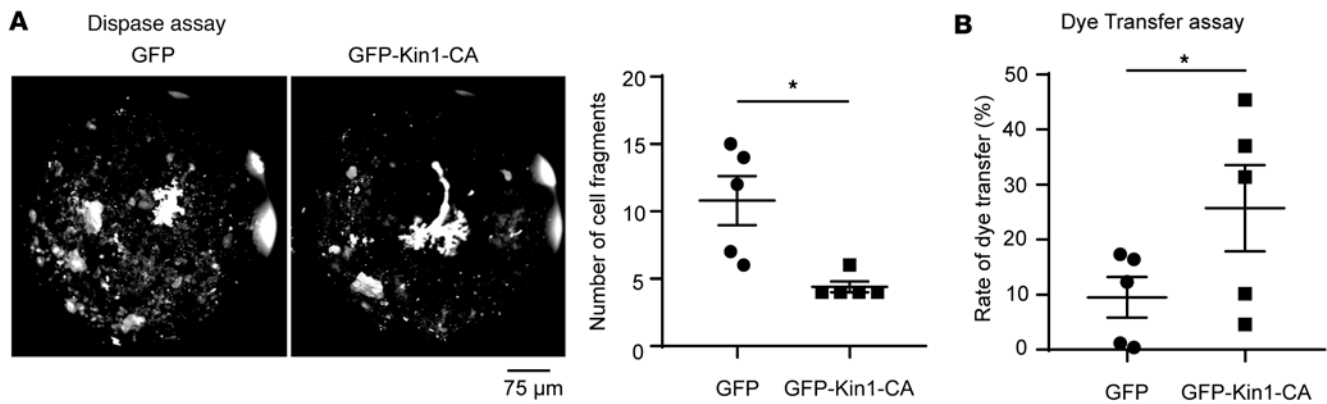 A
Dispase assay
GFP
GFP-Kin1-CA
75 µm
Number of cell fragments
20
15
10
5
0
*
GFP
GFP-Kin1-CA
B
Dye Transfer assay
Rate of dye transfer (%)
50
40
30
20
10
0
*
GFP
GFP-Kin1-CA